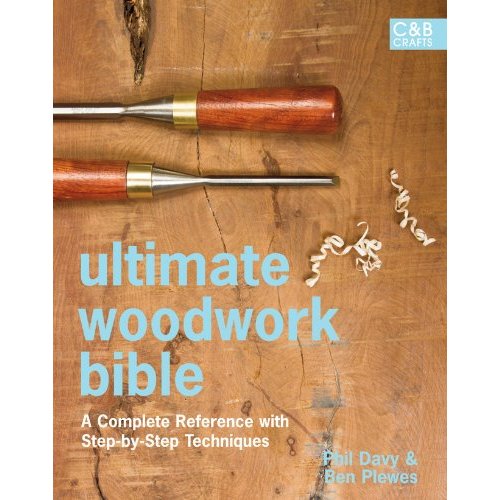 C&B
CRAFTS
ultimate
woodwork
bible
A Complete Reference with
Step-by-Step Techniques
Phil Davy &
Ben Plewes